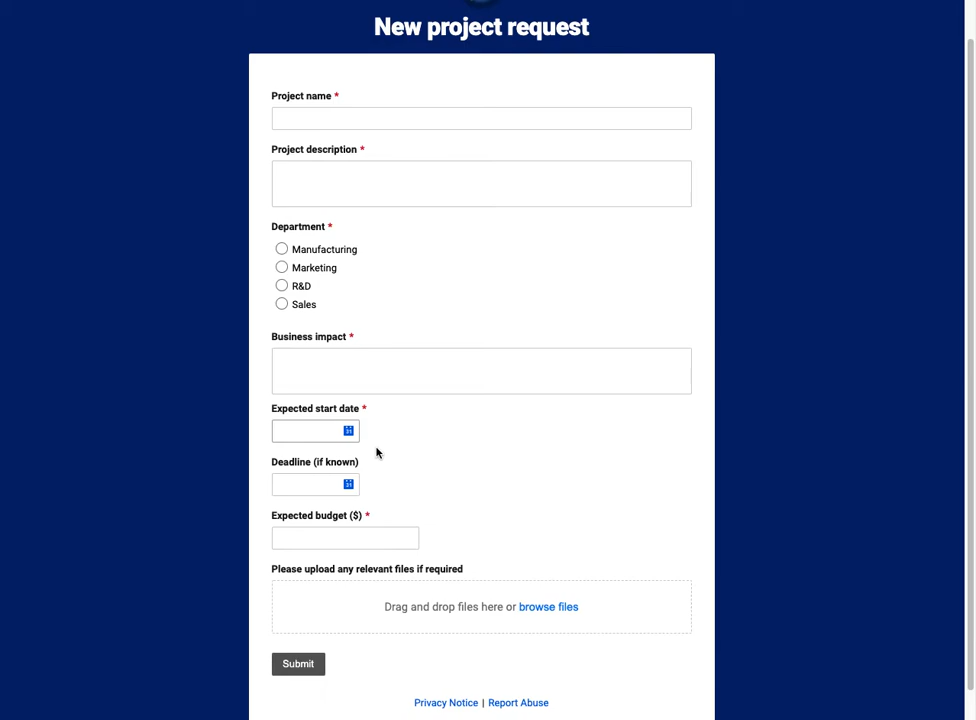 New project request
Project name *
Project description *
Department *
Manufacturing
Marketing
R&D
Sales
Business impact *
Expected start date *
31
Deadline (if known)
31
Expected budget ($) *
Please upload any relevant files if required
Drag and drop files here or browse files
Submit
Privacy Notice | Report Abuse